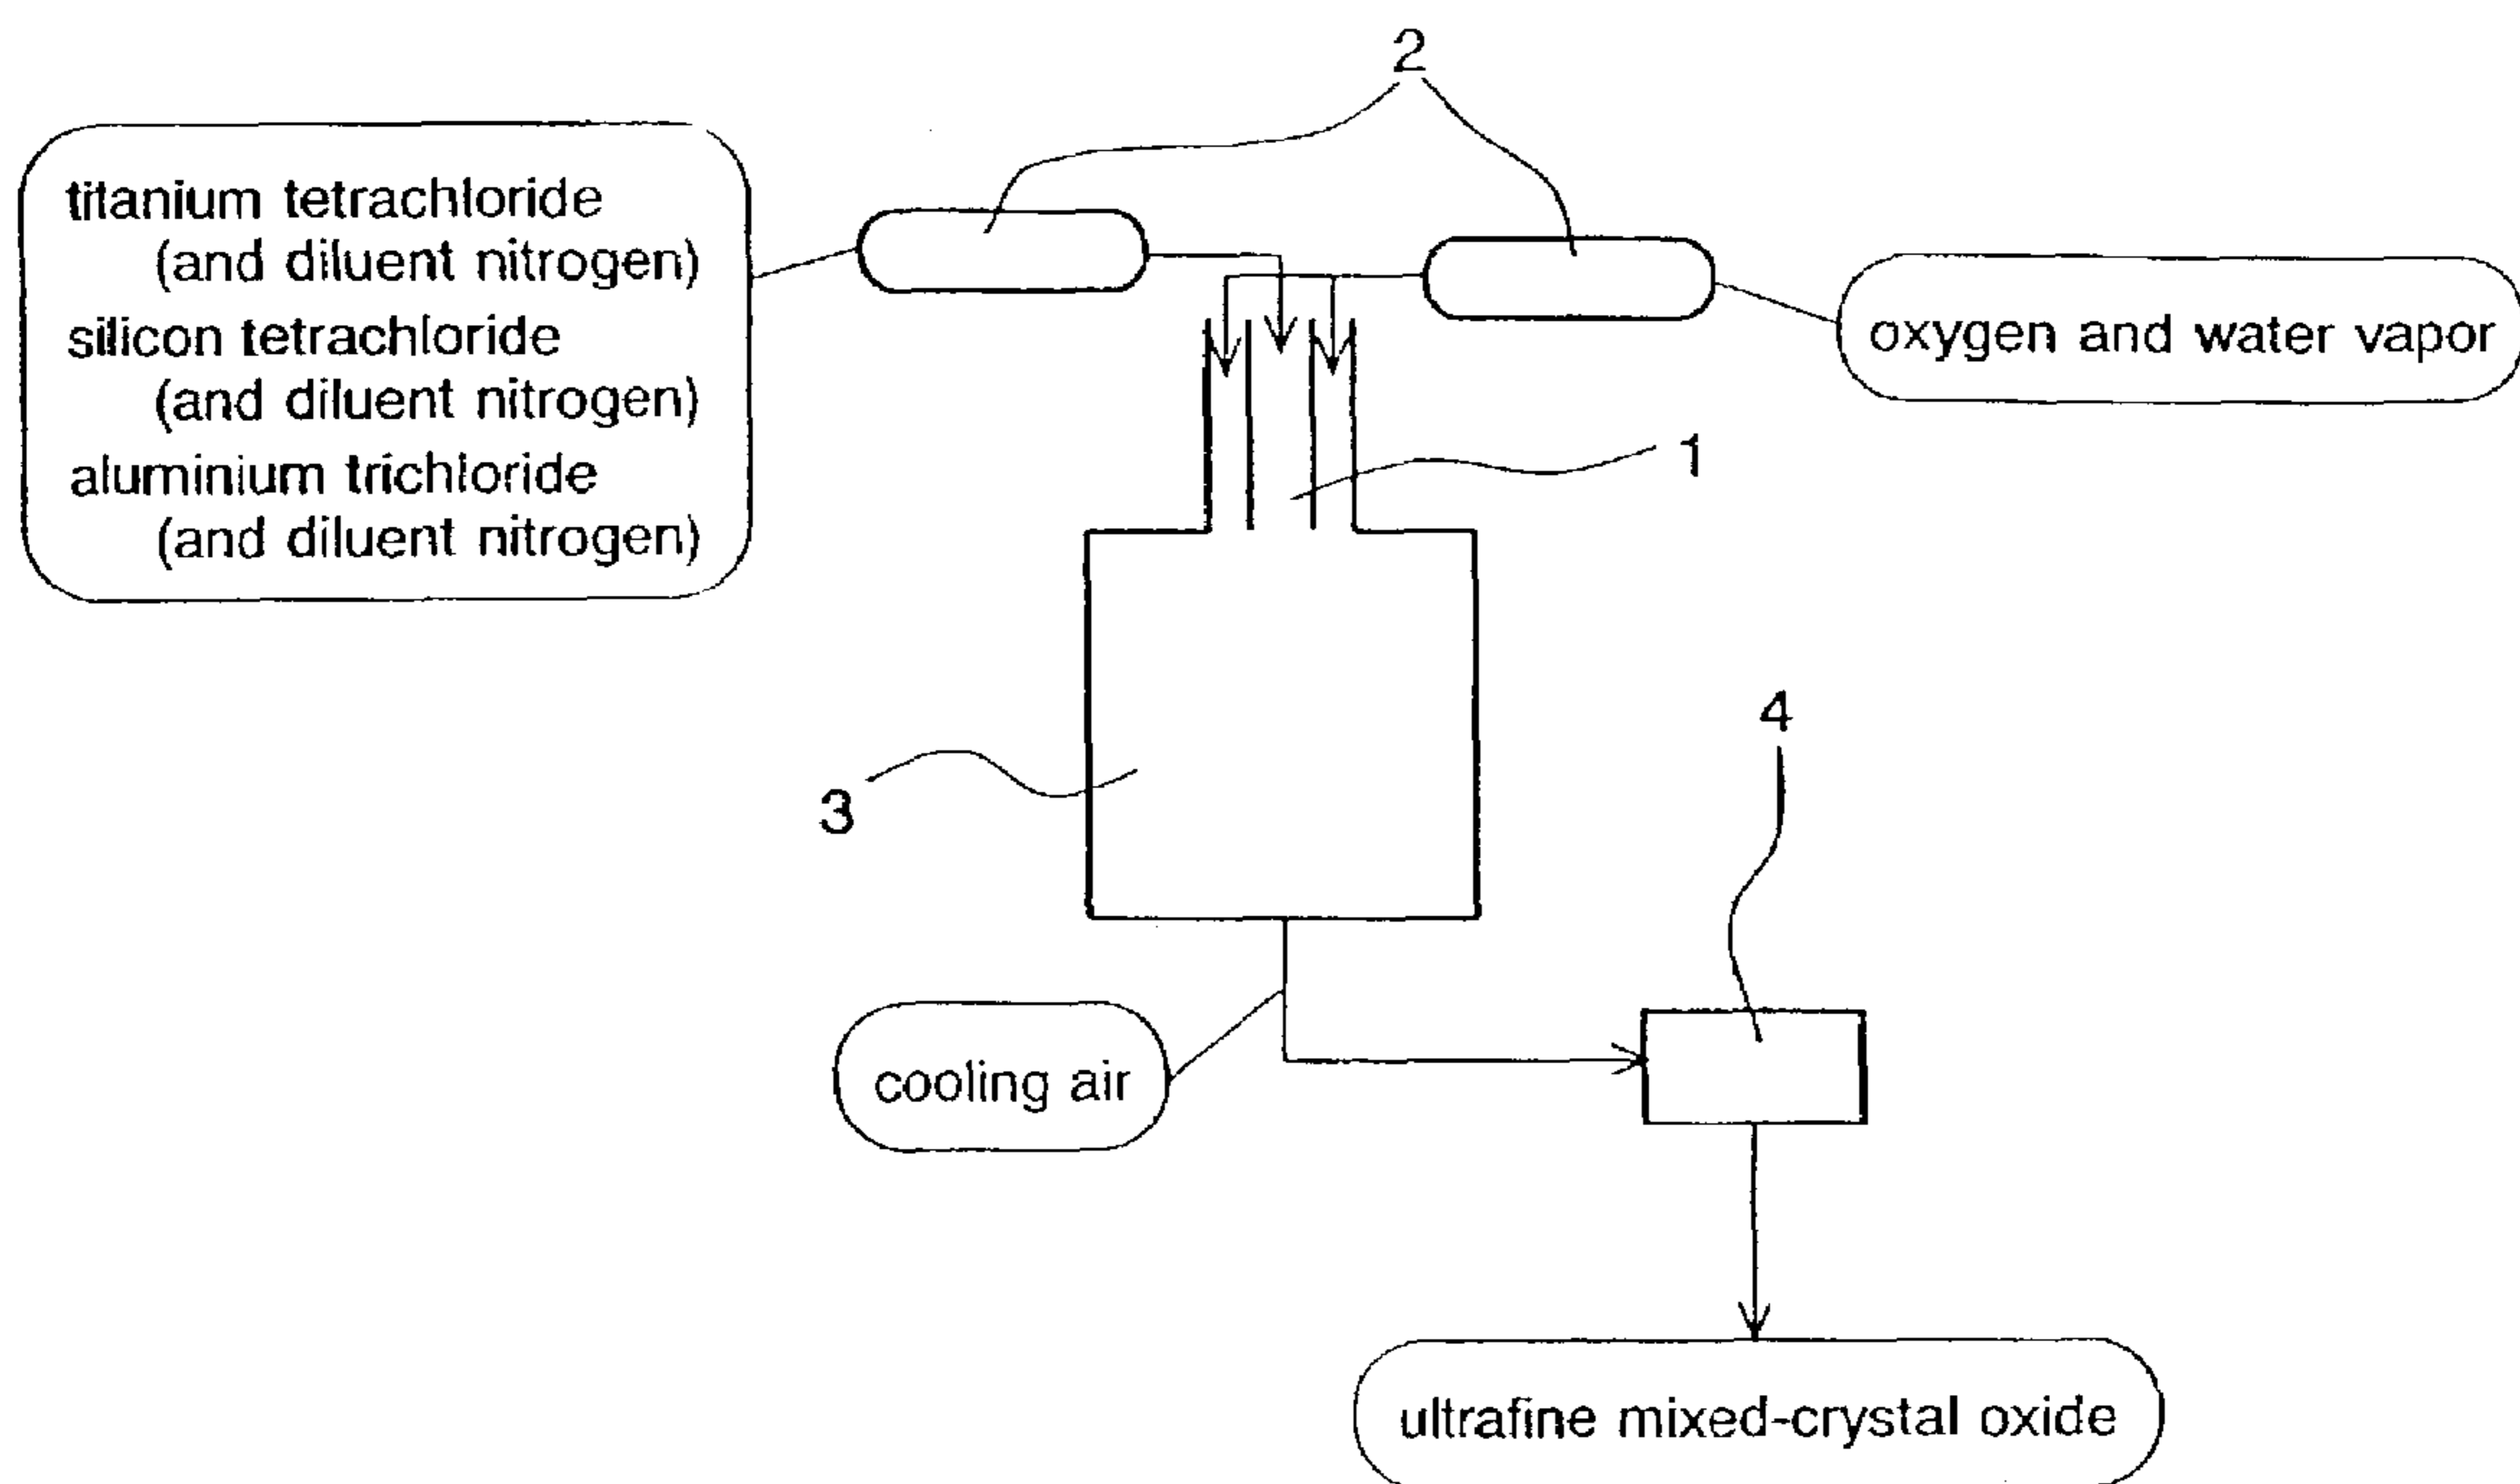 2
titanium tetrachloride
(and diluent nitrogen)
silicon tetrachloride
(and diluent nitrogen)
aluminium trichloride
(and diluent nitrogen)
oxygen and water vapor
1
3
4
cooling air
ultrafine mixed-crystal oxide